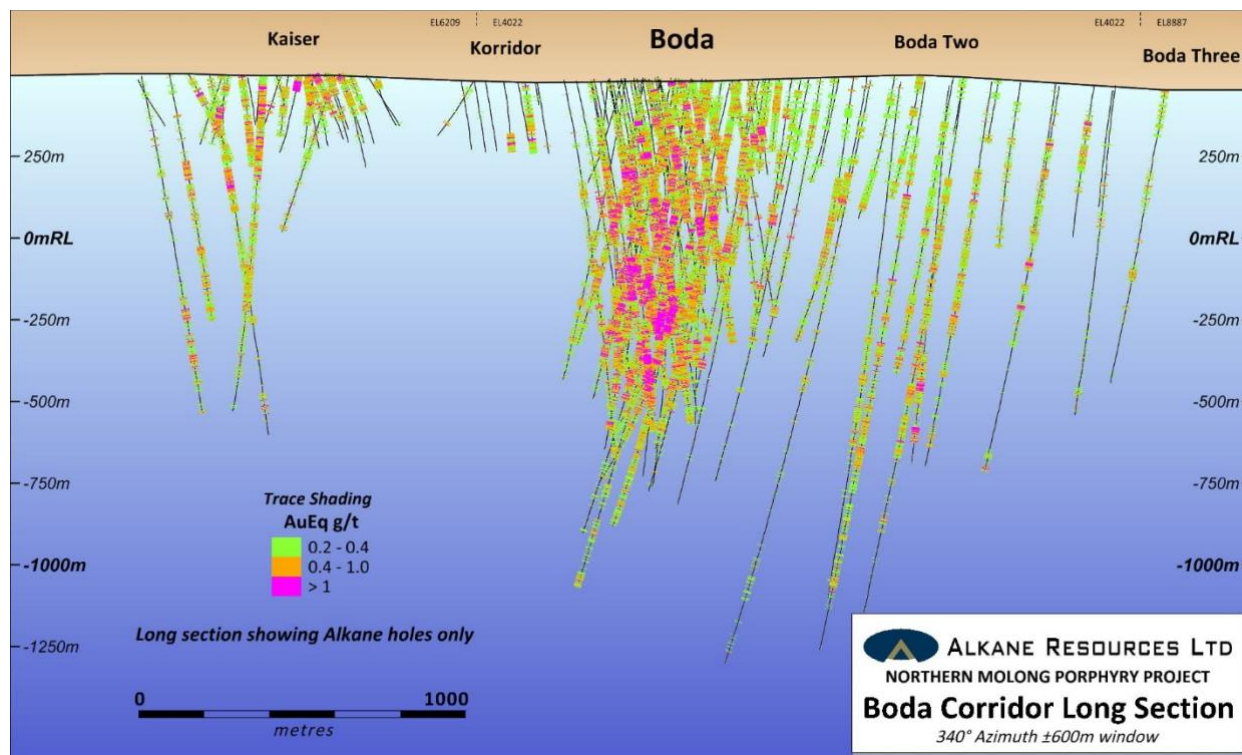 EL6209 EL4022
EL4022 EL8887
Kaiser
Korridor
Boda
Boda Two
Boda Three
250m
250m
0mRL
0mRL
-250m
-250m
-500m
-500m
-750m
-750m
-1000m
-1000m
-1250m
Trace Shading
AuEq g/t
0.2 - 0.4
0.4 - 1.0
> 1
Long section showing Alkane holes only
0 1000
metres
ALKANE RESOURCES LTD
NORTHERN MOLONG PORPHYRY PROJECT
Boda Corridor Long Section
340° Azimuth ±600m window